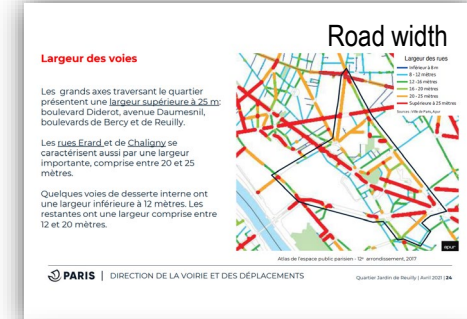 Road width
Largeur des voies
Les grands axes traversant le quartier
présentent une largeur supérieure à 25 m:
boulevard Diderot, avenue Daumesnil,
boulevards de Bercy et de Reuilly.
Les rues Erard et de Chaligny se
caractérisent aussi par une largeur
importante, comprise entre 20 et 25
mètres.
Quelques voies de desserte interne ont
une largeur inférieure à 12 mètres. Les
restantes ont une largeur comprise entre
12 et 20 mètres.
Largeur des rues
Inférieure à 8 m
8 - 12 mètres
12 - 16 mètres
16 - 20 mètres
20 - 25 mètres
Supérieure à 25 mètres
Sources : Ville de Paris, Apur
apur
Atlas de l'espace public parisien - 12e arrondissement, 2017
PARIS | DIRECTION DE LA VOIRIE ET DES DÉPLACEMENTS
Quartier Jardin de Reuilly | Avril 2021 | 24